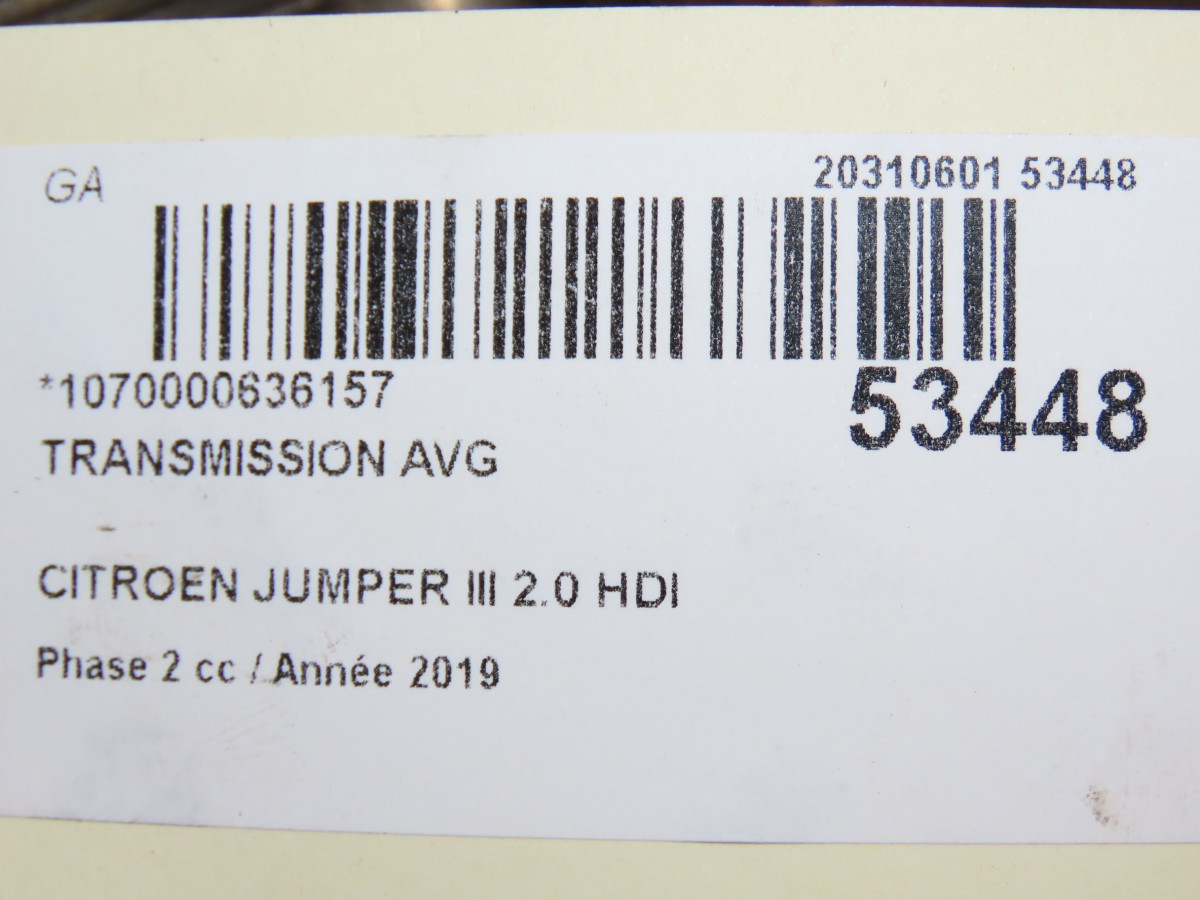 GA
20310601 53448
*1070000636157
53448
TRANSMISSION AVG
CITROEN JUMPER III 2.0 HDI
Phase 2 cc / Année 2019